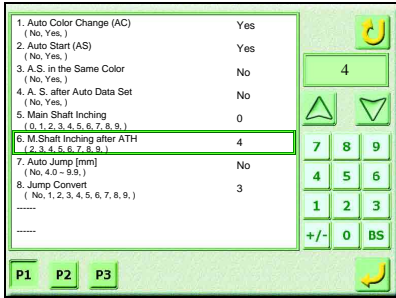 1. Auto Color Change (AC) Yes
( No, Yes, )
2. Auto Start (AS) Yes
( No, Yes, )
3. A.S. in the Same Color No
( No, Yes, )
4. A. S. after Auto Data Set No
( No, Yes, )
5. Main Shaft Inching 0
( 0, 1, 2, 3, 4, 5, 6, 7, 8, 9, )
6. M.Shaft Inching after ATH 4
( 2, 3, 4, 5, 6, 7, 8, 9, )
7. Auto Jump [mm] No
( No, 4.0 ~ 9.9, )
8. Jump Convert 3
( No, 1, 2, 3, 4, 5, 6, 7, 8, 9, )
------
------
4
7 8 9
4 5 6
1 2 3
+/- 0 BS
P1 P2 P3